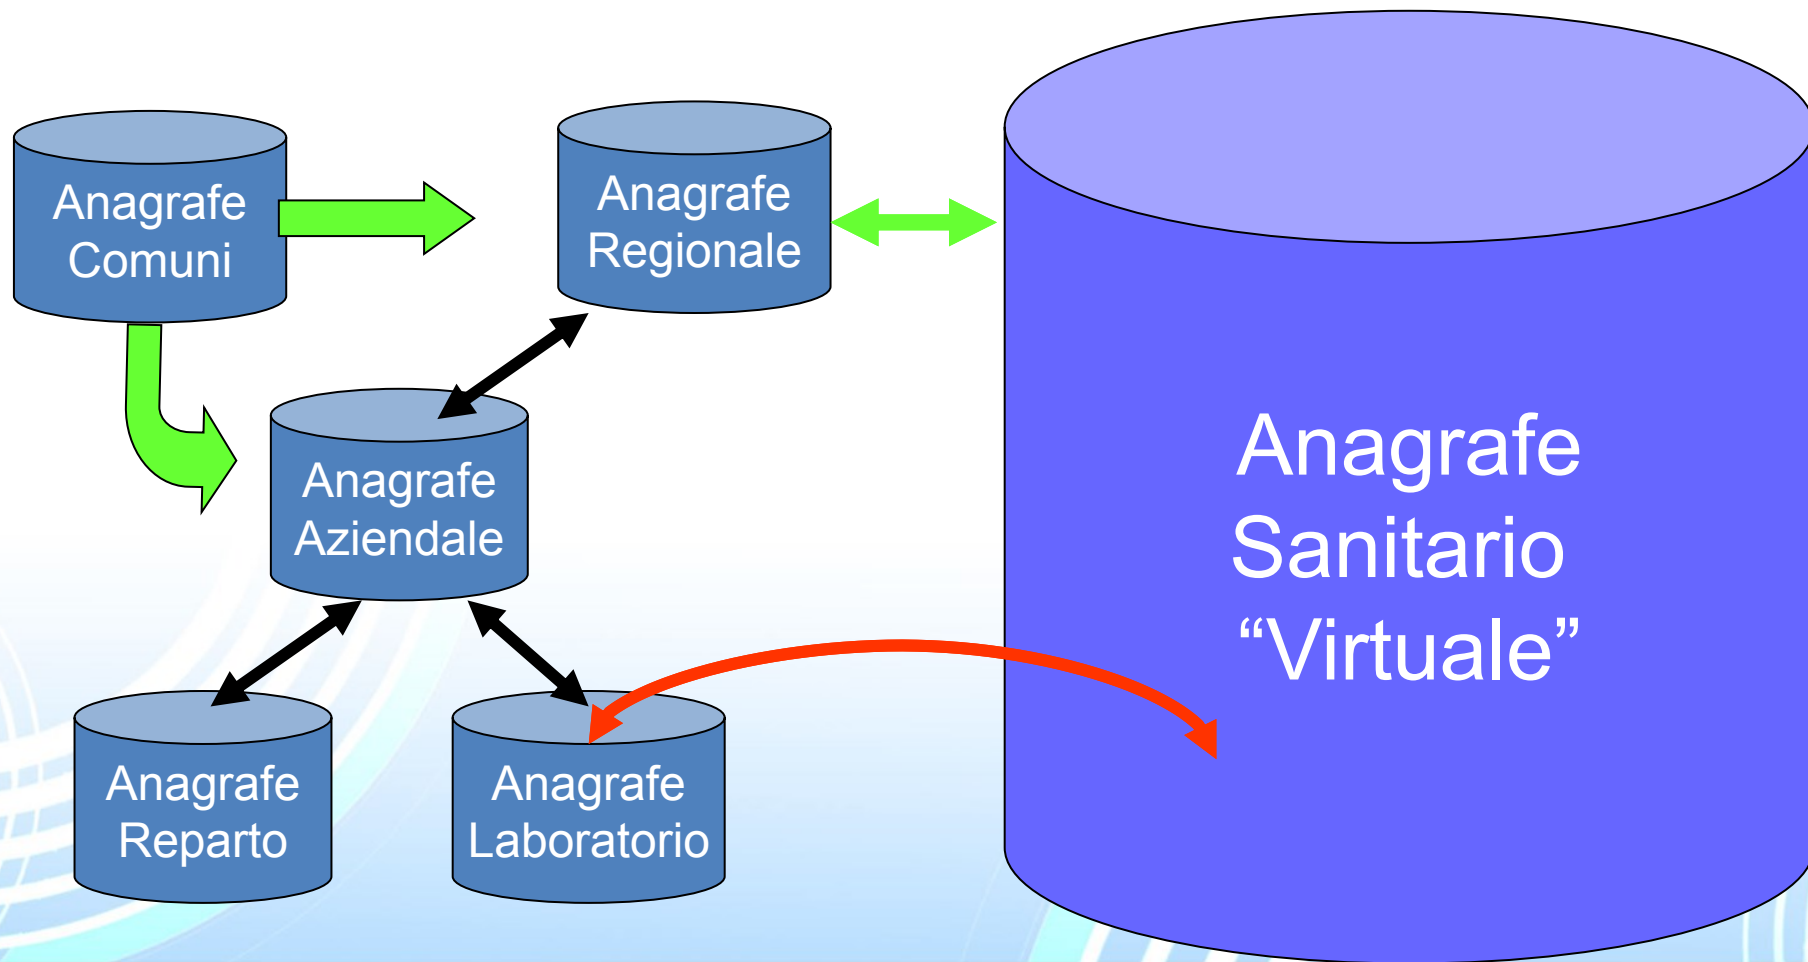 Anagrafe
Comuni
Anagrafe
Regionale
Anagrafe
Aziendale
Anagrafe
Reparto
Anagrafe
Laboratorio
Anagrafe
Sanitario
“Virtuale”